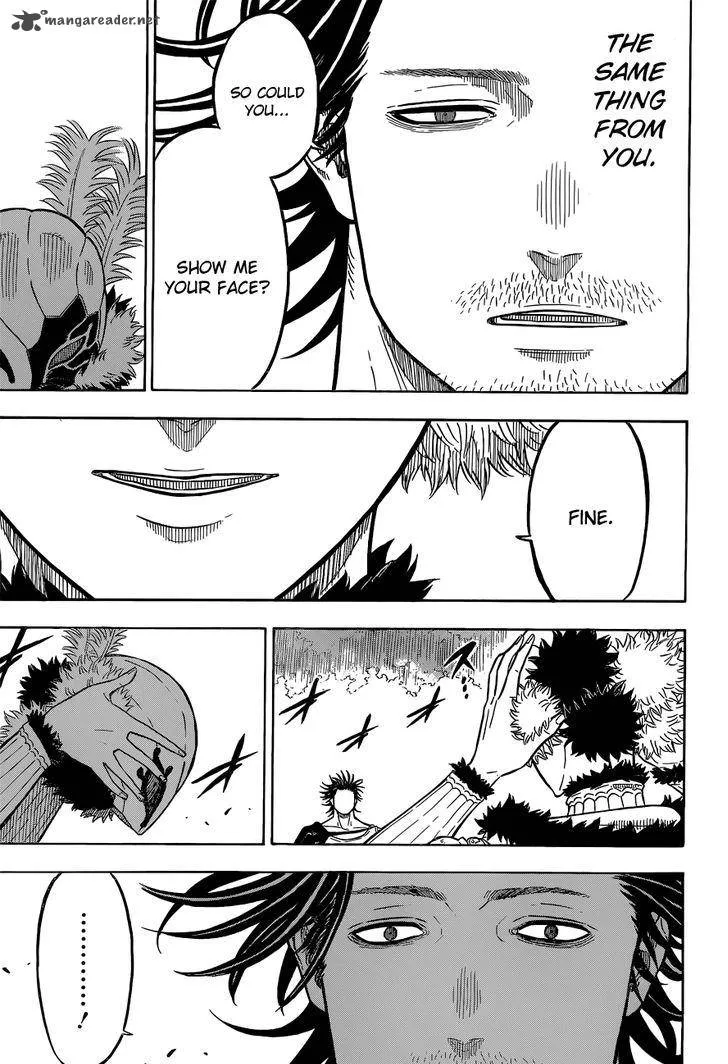 mangareader.net
THE
SAME
THING
FROM
YOU.
SO COULD
YOU...
SHOW ME
YOUR FACE?
FINE.
.........!